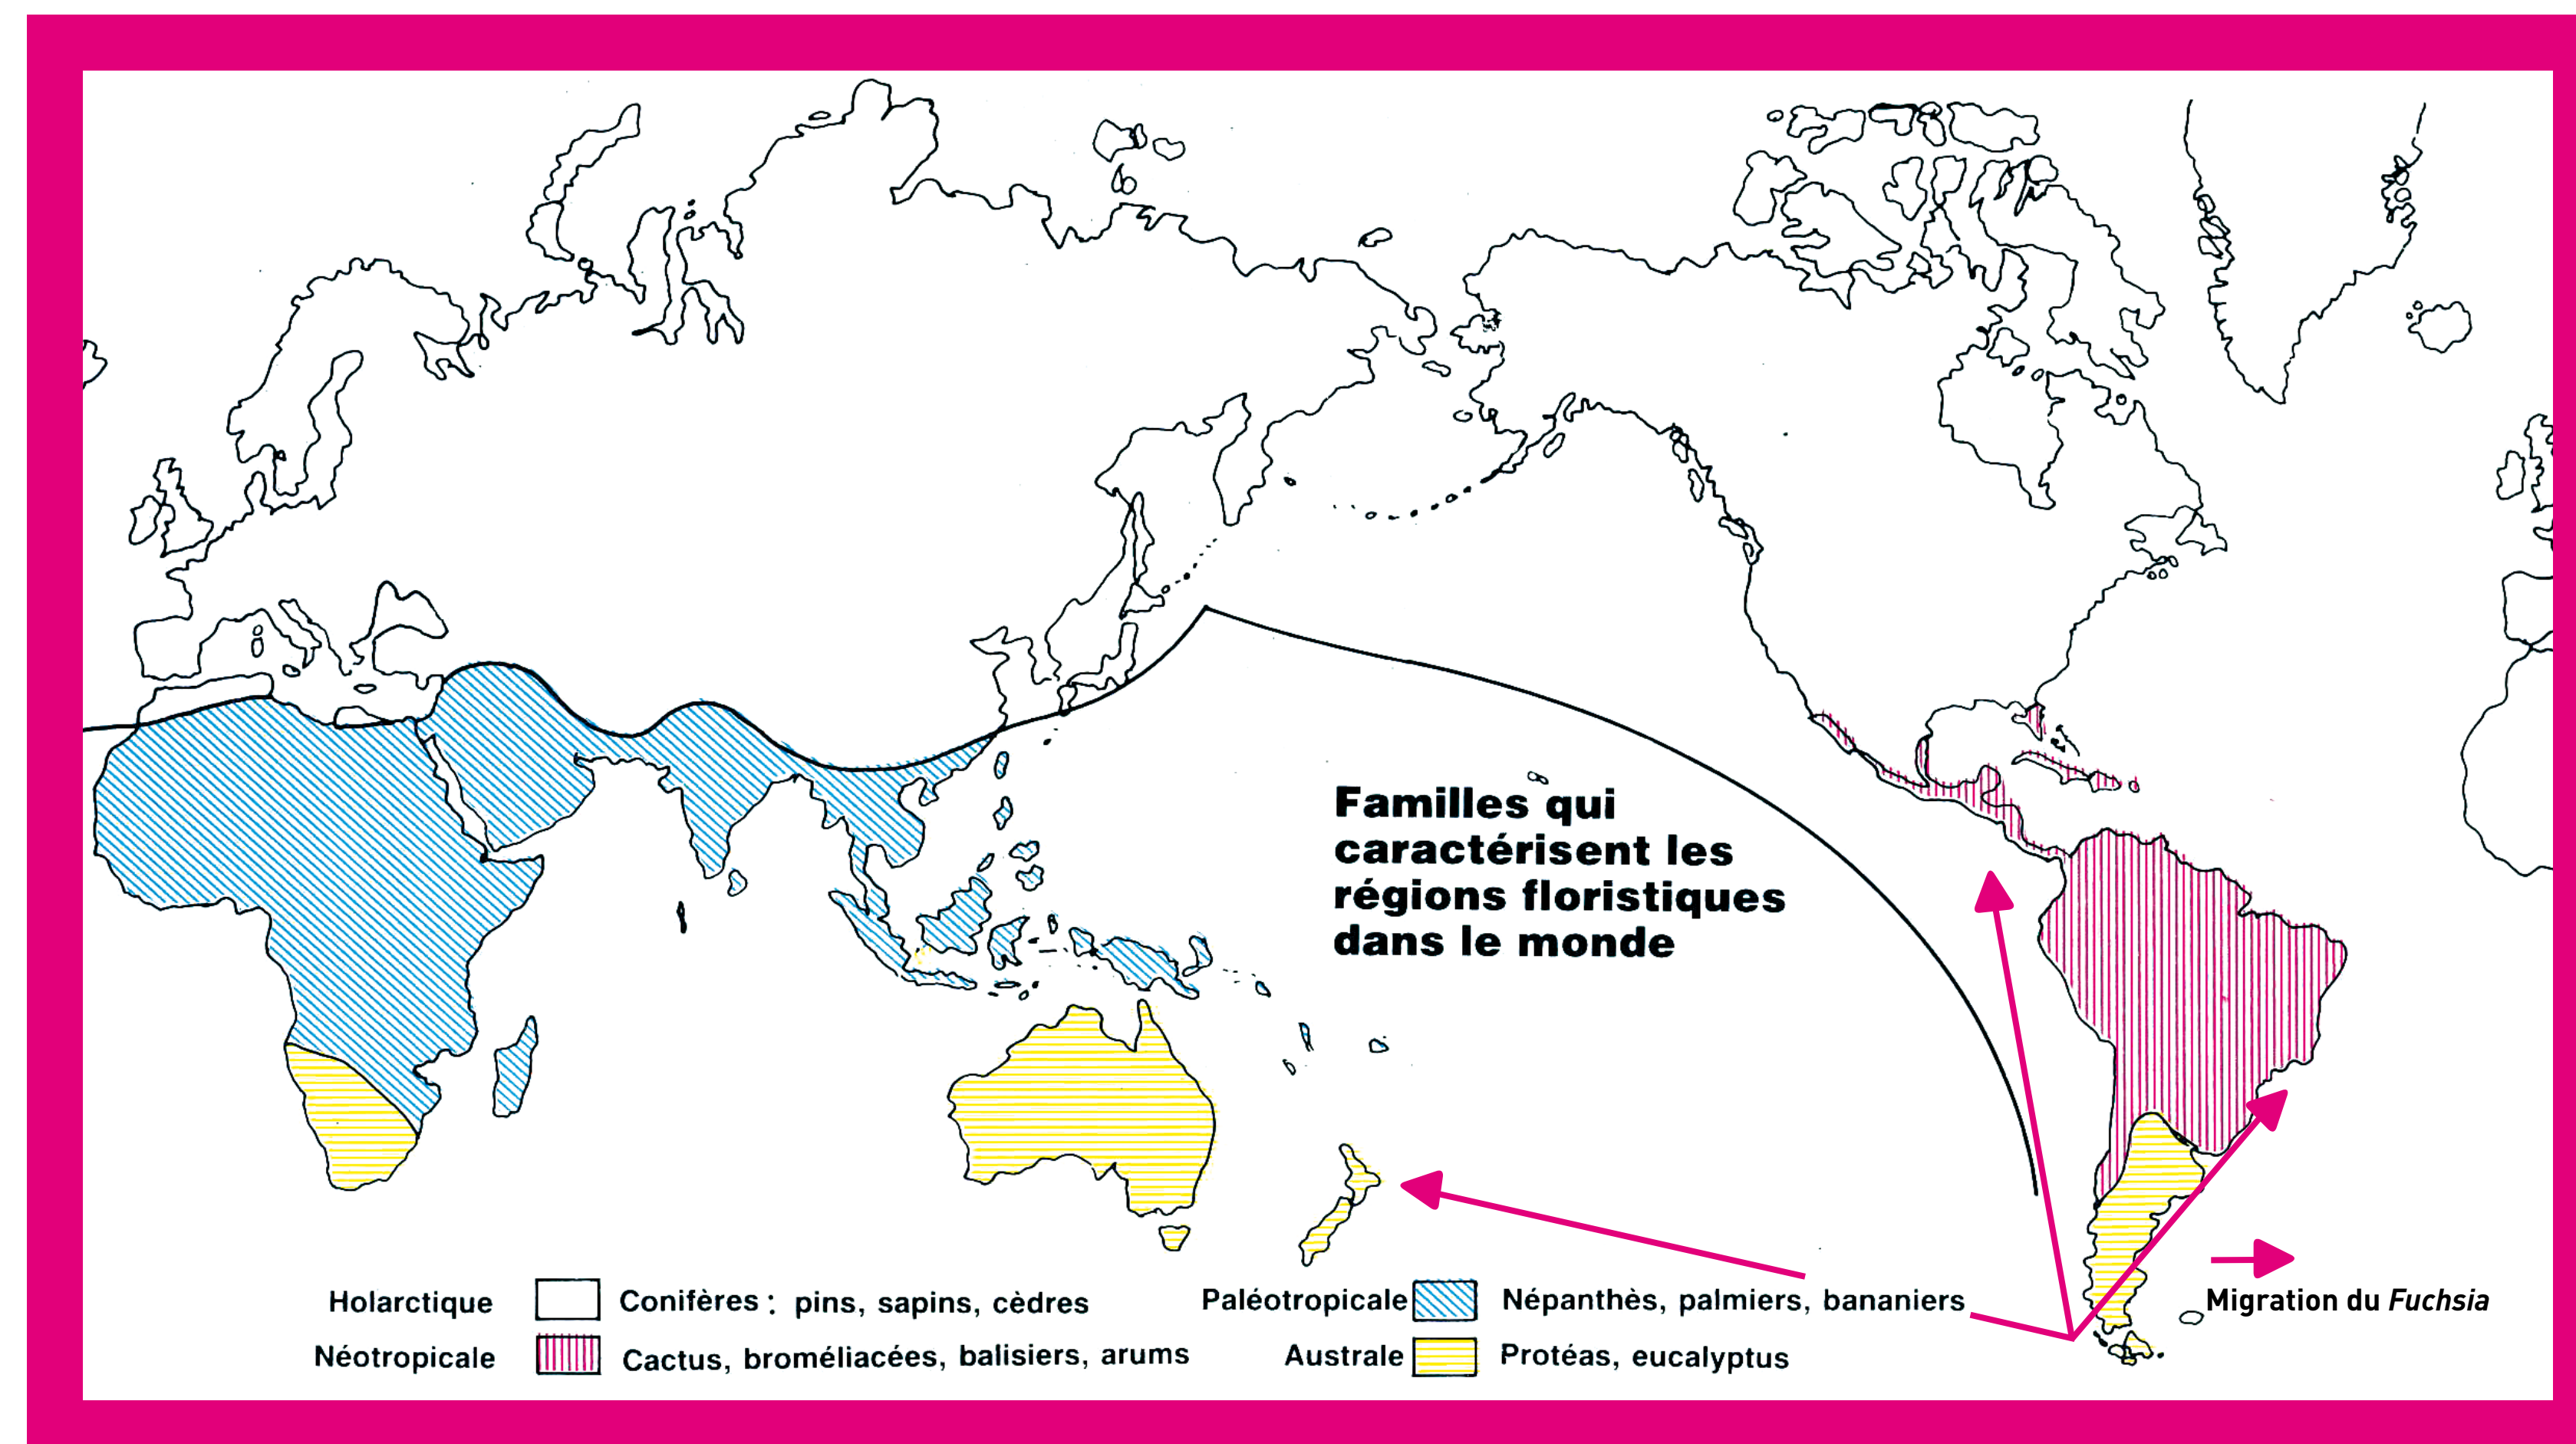 Familles qui
caractérisent les
régions floristiques
dans le monde
Holarctique Conifères : pins, sapins, cèdres
Néotropicale Cactus, broméliacées, balisiers, arums
Paléotropicale Népanthès, palmiers, bananiers
Australe Protéas, eucalyptus
Migration du Fuchsia